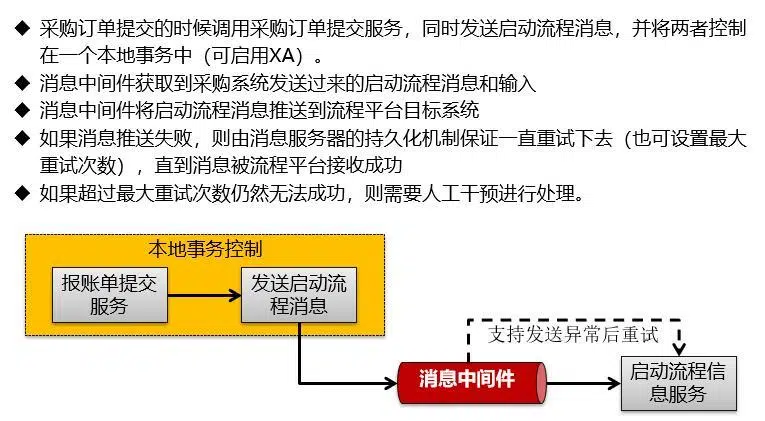 ◆ 采购订单提交的时候调用采购订单提交服务，同时发送启动流程消息，并将两者控制
在一个本地事务中（可启用XA）。
◆ 消息中间件获取到采购系统发送过来的启动流程消息和输入
◆ 消息中间件将启动流程消息推送到流程平台目标系统
◆ 如果消息推送失败，则由消息服务器的持久化机制保证一直重试下去（也可设置最大
重试次数），直到消息被流程平台接收成功
◆ 如果超过最大重试次数仍然无法成功，则需要人工干预进行处理。
本地事务控制
报账单提交
服务
发送启动流
程消息
支持发送异常后重试
消息中间件
启动流程信
息服务